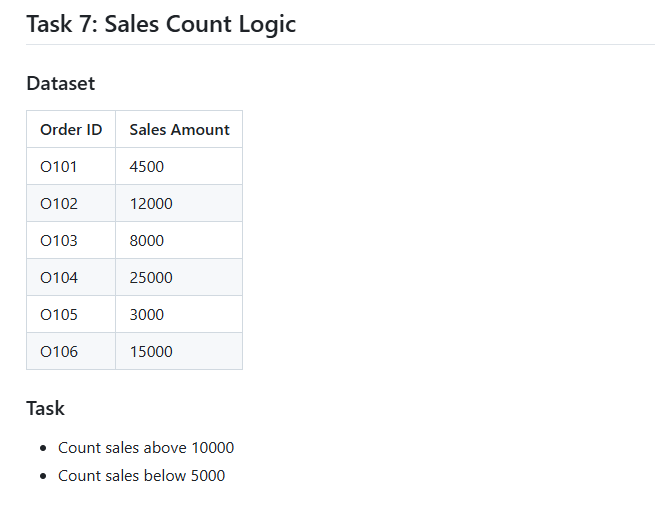 Task 7: Sales Count Logic
Dataset
Order ID Sales Amount
O101 4500
O102 12000
O103 8000
O104 25000
O105 3000
O106 15000
Task
• Count sales above 10000
• Count sales below 5000